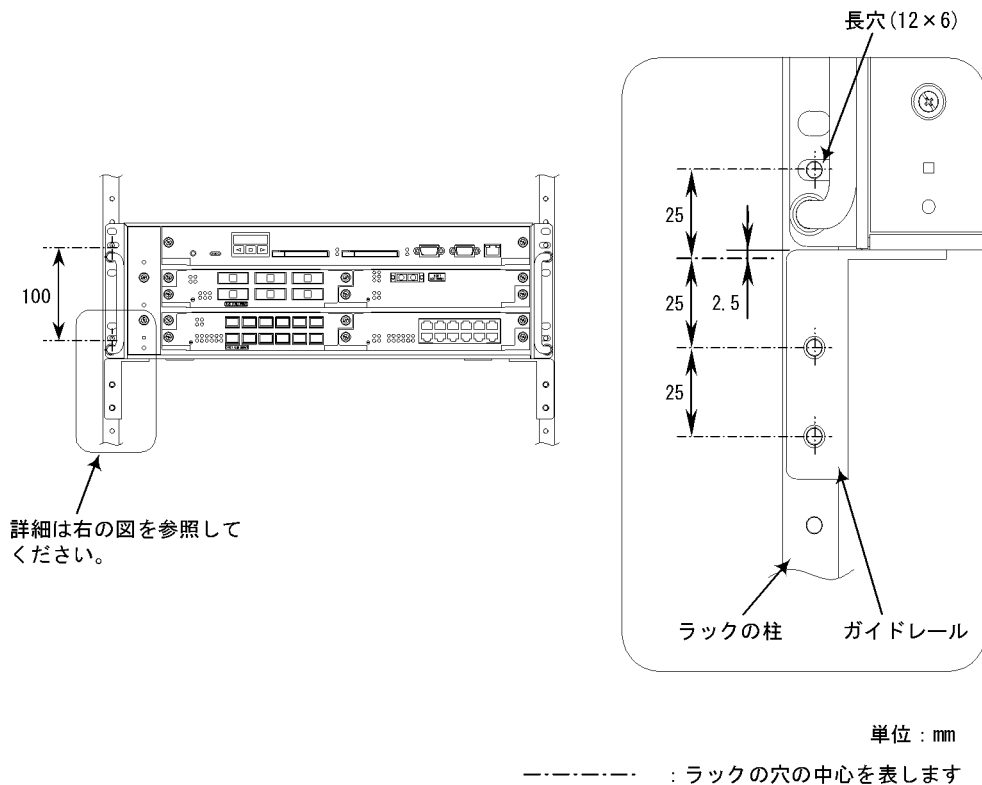 長穴(12×6)
100
25
25
2.5
25
詳細は右の図を参照して
ください。
ラックの柱
ガイドレール
単位:mm
:ラックの穴の中心を表します